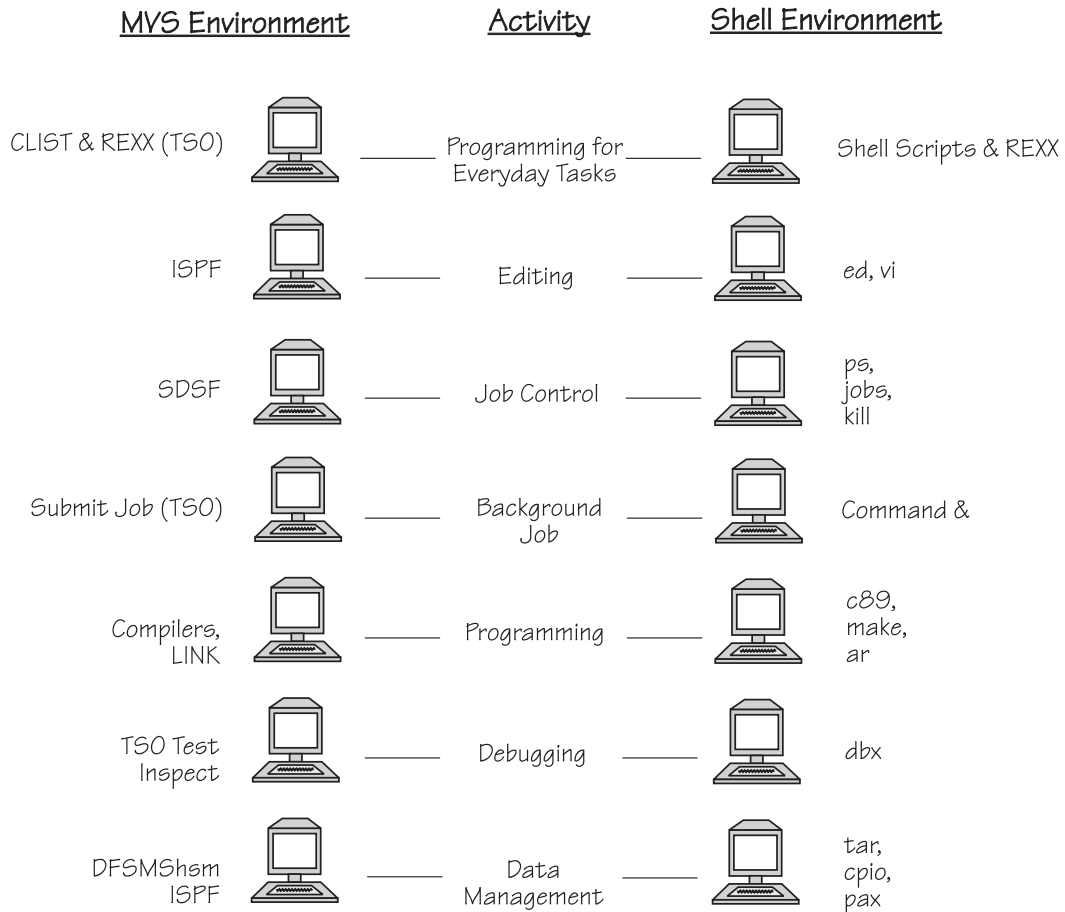 MVS Environment Activity Shell Environment
CLIST & REXX (TSO)
Programming for
Everyday Tasks
Shell Scripts & REXX
ISPF
Editing
ed, vi
SDSF
Job Control
ps,
jobs,
kill
Submit Job (TSO)
Background
Job
Command &
Compilers,
LINK
Programming
c89,
make,
ar
TSO Test
Inspect
Debugging
dbx
DFSMShsm
ISPF
Data
Management
tar,
cpio,
pax